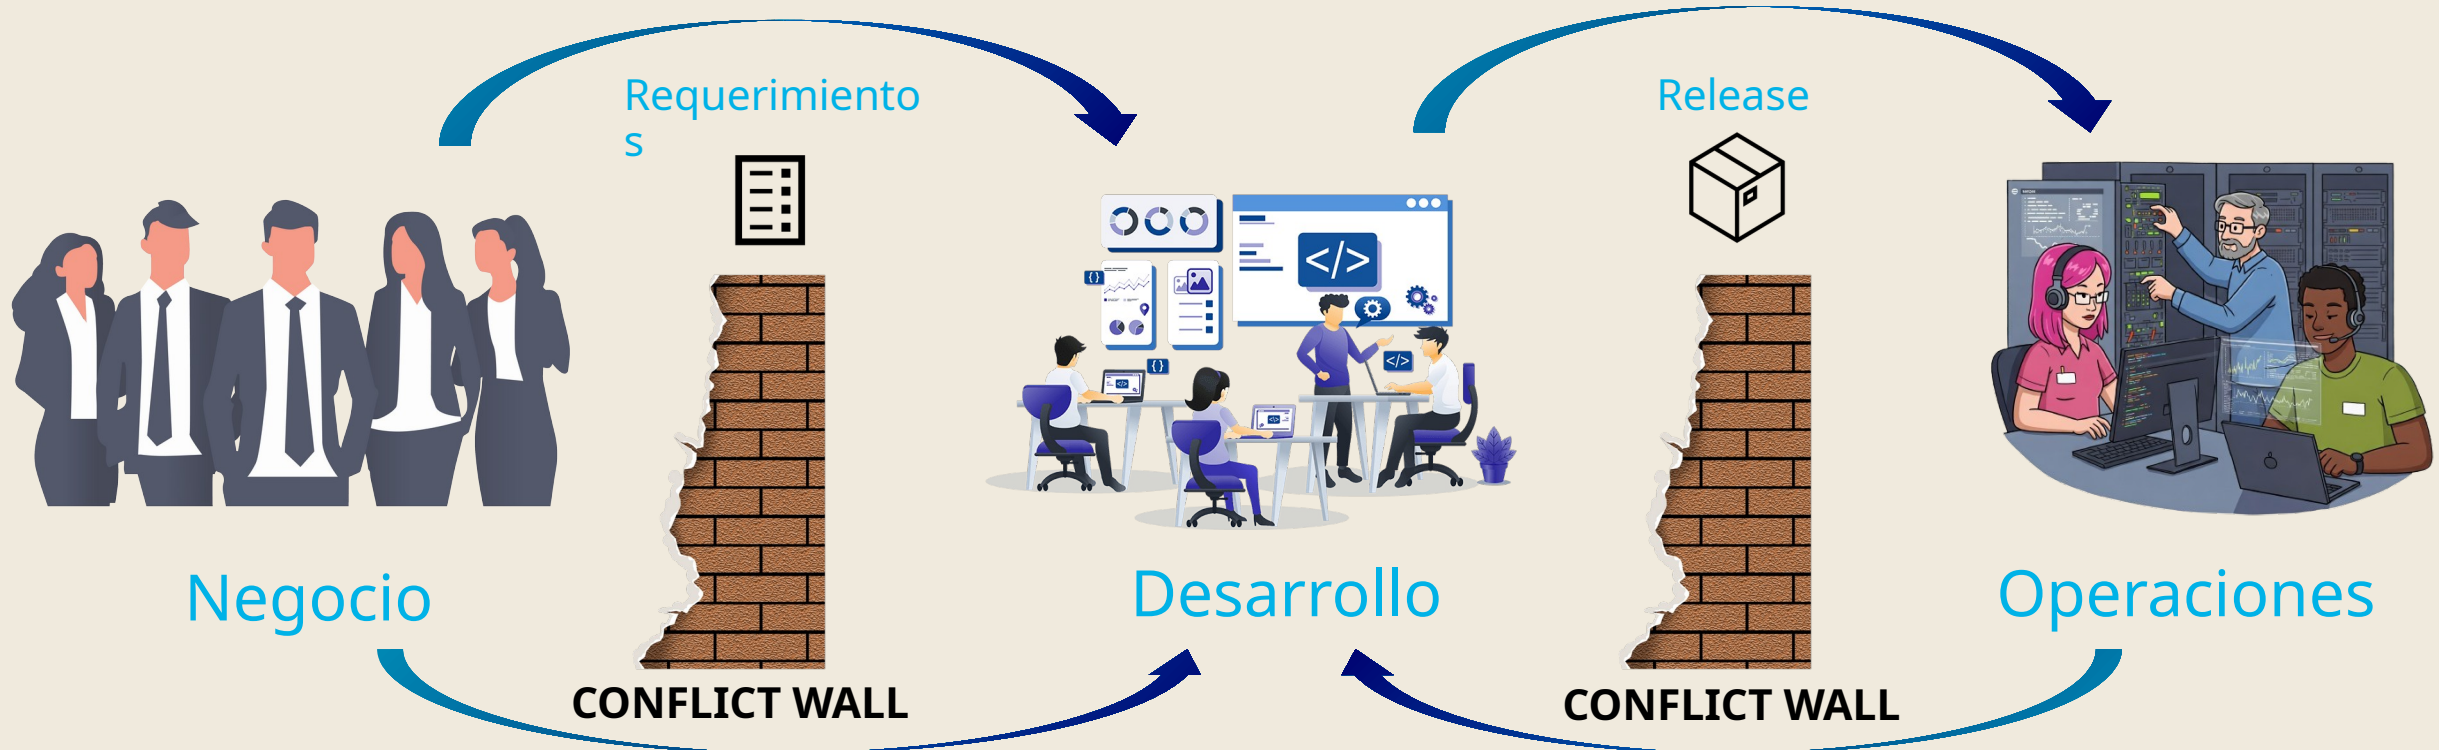 Requerimiento
s
Release
</>
{}
</>
{}
</>
</>
Negocio
Desarrollo
Operaciones
CONFLICT WALL
CONFLICT WALL